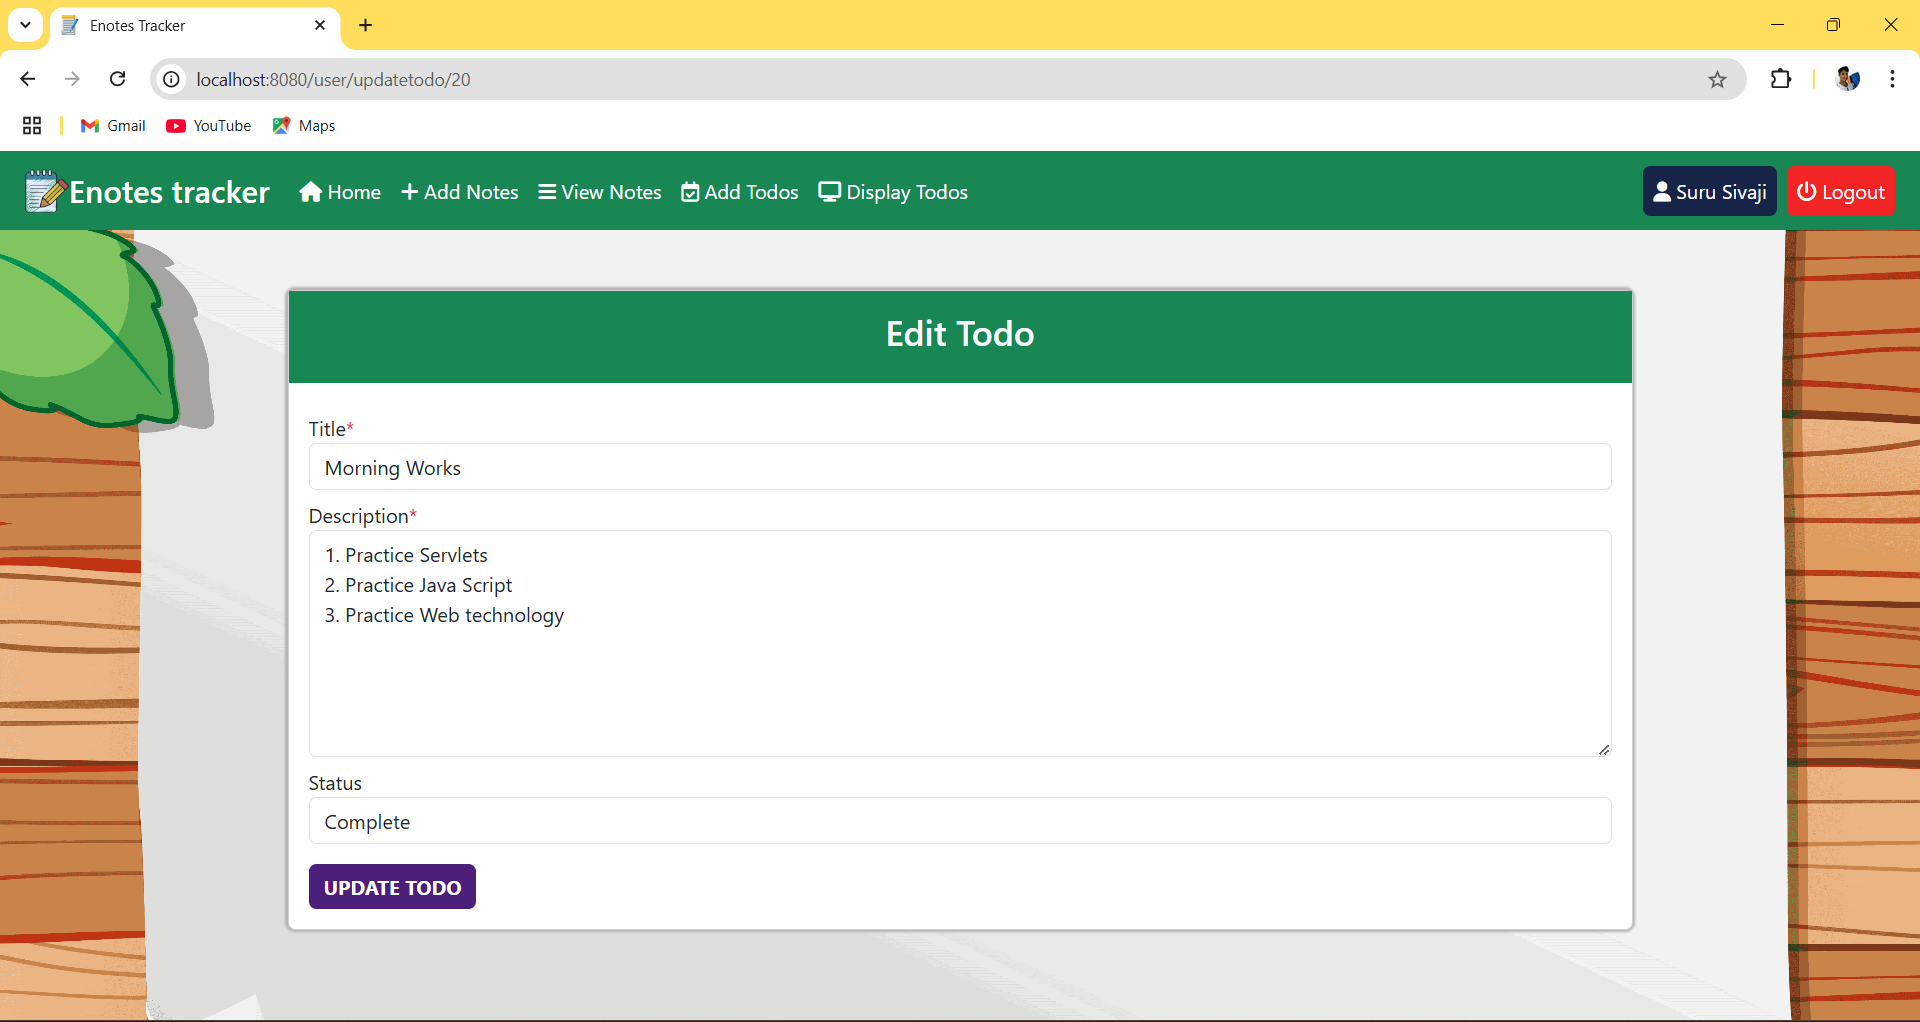 Enotes Tracker
localhost:8080/user/updatetodo/20
Gmail YouTube Maps
Enotes tracker Home Add Notes View Notes Add Todos Display Todos Suru Sivaji Logout
Edit Todo
Title*
Morning Works
Description*
1. Practice Servlets
2. Practice Java Script
3. Practice Web technology
Status
Complete
UPDATE TODO